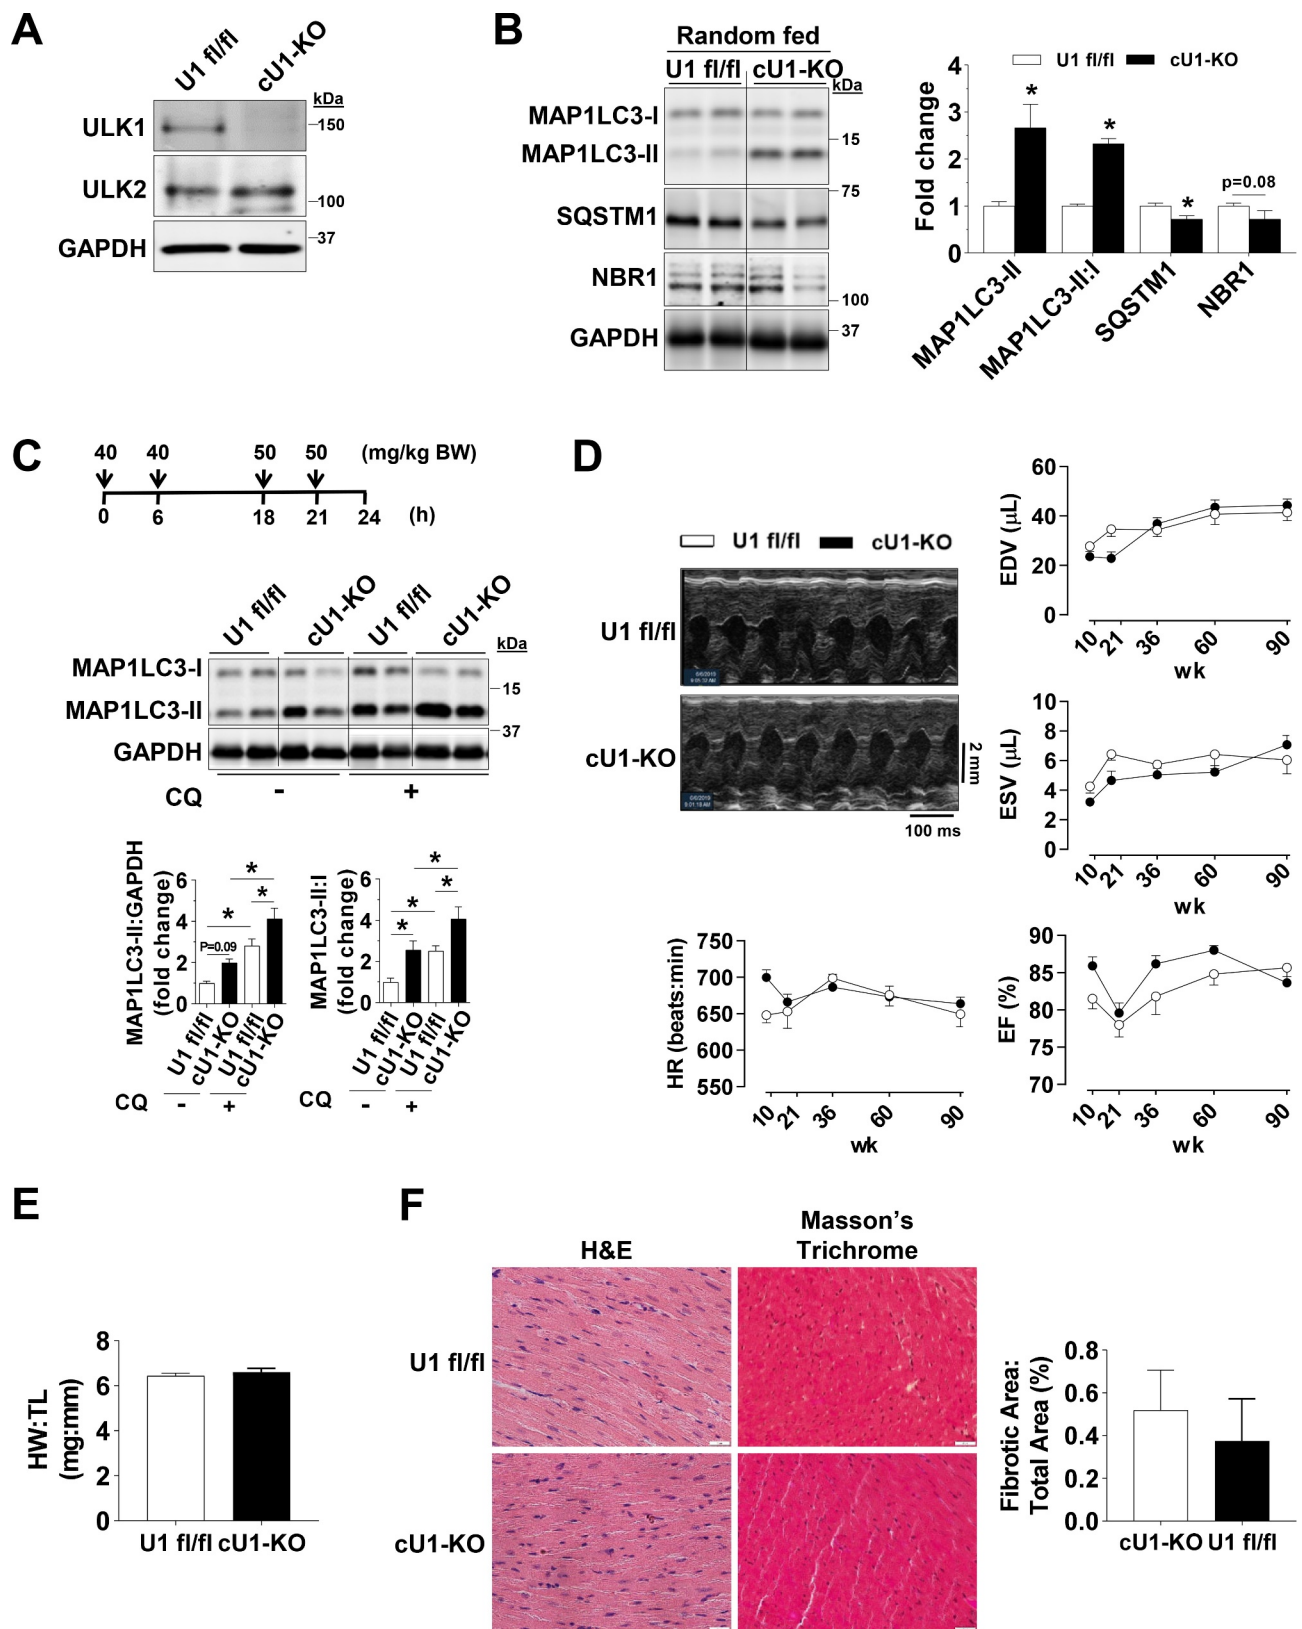 A
U1 fl/fl
cU1-KO
kDa
ULK1
150
ULK2
100
GAPDH
37
B
Random fed
U1 fl/fl cU1-KO
kDa
MAP1LC3-I
15
MAP1LC3-II
75
SQSTM1
NBR1
100
GAPDH
37
U1 fl/fl cU1-KO
Fold change
4
3
2
1
0
*
*
*
p=0.08
MAP1LC3-II
MAP1LC3-II:I
SQSTM1
NBR1
C
40 40 50 50 (mg/kg BW)
0 6 18 21 24 (h)
U1 fl/fl
cU1-KO
U1 fl/fl
cU1-KO
kDa
MAP1LC3-I
15
MAP1LC3-II
37
GAPDH
CQ - +
MAP1LC3-II:GAPDH
(fold change)
6
4
2
0
P=0.09
*
*
*
U1 fl/fl
cU1-KO
U1 fl/fl
cU1-KO
CQ - +
MAP1LC3-II:I
(fold change)
6
4
2
0
*
*
*
*
U1 fl/fl
cU1-KO
U1 fl/fl
cU1-KO
CQ - +
D
U1 fl/fl cU1-KO
U1 fl/fl
cU1-KO
2 mm
100 ms
EDV (µL)
60
40
20
0
10 21 36 60 90
wk
ESV (µL)
10
8
6
4
2
0
10 21 36 60 90
wk
HR (beats:min)
750
700
650
600
550
10 21 36 60 90
wk
EF (%)
90
85
80
75
70
10 21 36 60 90
wk
E
HW:TL
(mg:mm)
8
6
4
2
0
U1 fl/fl cU1-KO
F
H&E
Masson’s
Trichrome
U1 fl/fl
cU1-KO
Fibrotic Area:
Total Area (%)
0.8
0.6
0.4
0.2
0.0
cU1-KO U1 fl/fl